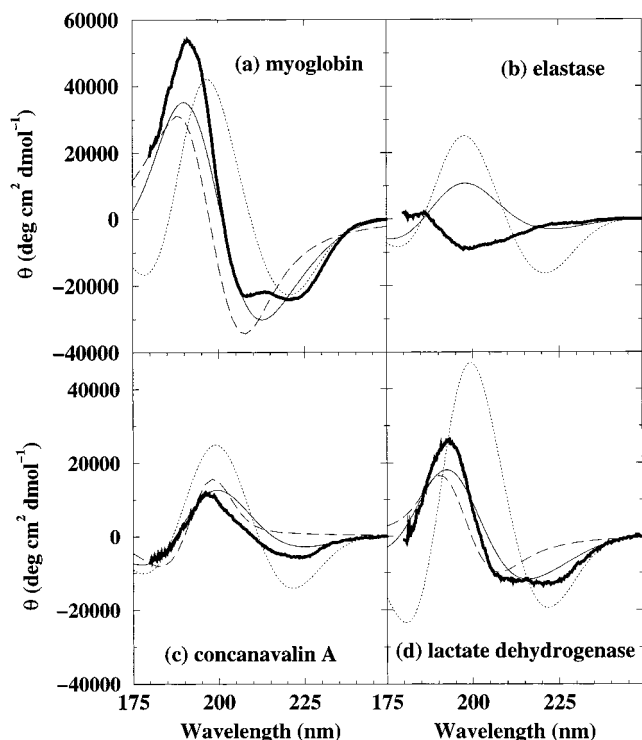 60000
40000
20000
0
−20000
−40000
θ (deg cm² dmol⁻¹)
(a) myoglobin
(b) elastase
40000
20000
0
−20000
−40000
θ (deg cm² dmol⁻¹)
(c) concanavalin A
(d) lactate dehydrogenase
175 200 225 175 200 225
Wavelength (nm) Wavelength (nm)